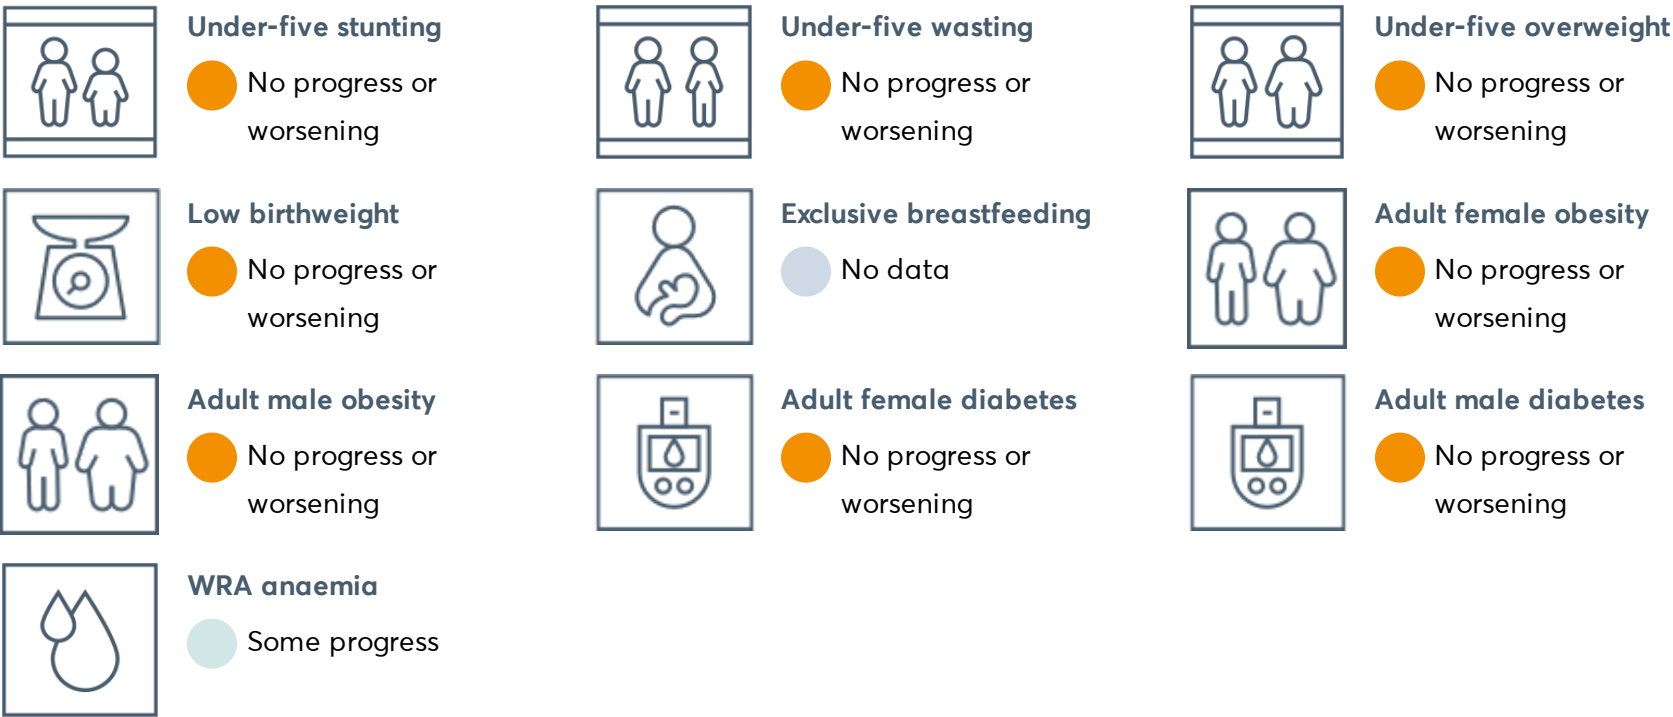 Under-five stunting
No progress or
worsening
Under-five wasting
No progress or
worsening
Under-five overweight
No progress or
worsening
Low birthweight
No progress or
worsening
Exclusive breastfeeding
No data
Adult female obesity
No progress or
worsening
Adult male obesity
No progress or
worsening
Adult female diabetes
No progress or
worsening
Adult male diabetes
No progress or
worsening
WRA anaemia
Some progress